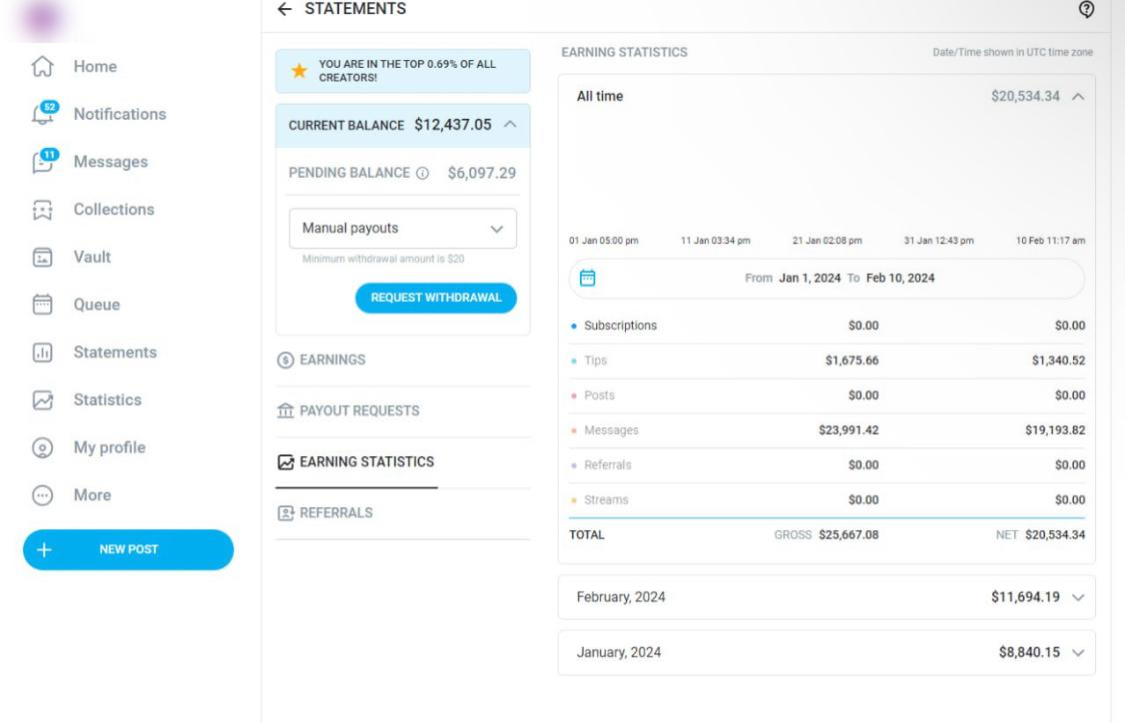 ← STATEMENTS
Home
52
Notifications
11
Messages
Collections
Vault
Queue
Statements
Statistics
My profile
More
+ NEW POST
YOU ARE IN THE TOP 0.69% OF ALL
CREATORS!
CURRENT BALANCE $12,437.05
PENDING BALANCE $6,097.29
Manual payouts
Minimum withdrawal amount is $20
REQUEST WITHDRAWAL
EARNINGS
PAYOUT REQUESTS
EARNING STATISTICS
REFERRALS
EARNING STATISTICS Date/Time shown in UTC time zone
All time $20,534.34
01 Jan 05:00 pm 11 Jan 03:34 pm 21 Jan 02:08 pm 31 Jan 12:43 pm 10 Feb 11:17 am
From Jan 1, 2024 To Feb 10, 2024
Subscriptions $0.00 $0.00
Tips $1,675.66 $1,340.52
Posts $0.00 $0.00
Messages $23,991.42 $19,193.82
Referrals $0.00 $0.00
Streams $0.00 $0.00
TOTAL GROSS $25,667.08 NET $20,534.34
February, 2024 $11,694.19
January, 2024 $8,840.15